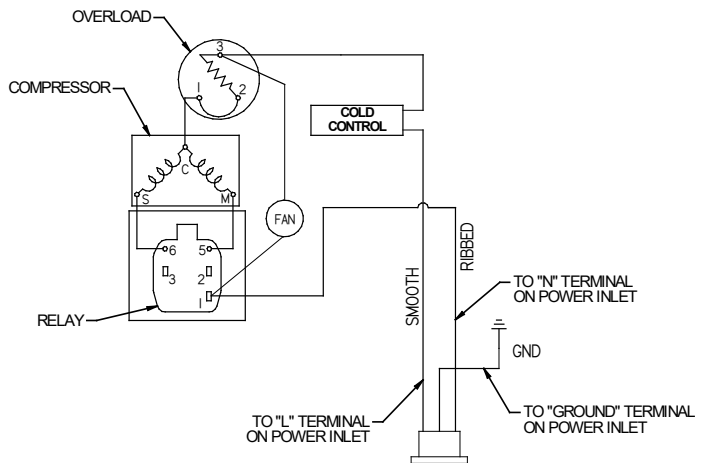 OVERLOAD
3
1
2
COMPRESSOR
COLD
CONTROL
C
S
M
FAN
6
5
3
2
1
RELAY
SMOOTH
RIBBED
TO "N" TERMINAL
ON POWER INLET
GND
TO "L" TERMINAL
ON POWER INLET
TO "GROUND" TERMINAL
ON POWER INLET